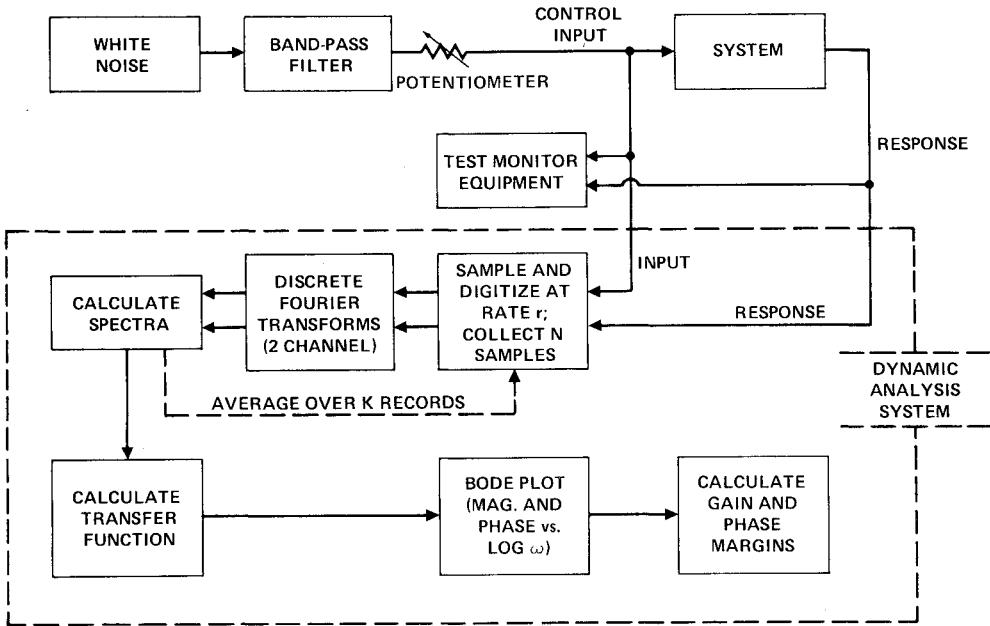 WHITE
NOISE
BAND-PASS
FILTER
POTENTIOMETER
CONTROL
INPUT
SYSTEM
RESPONSE
TEST MONITOR
EQUIPMENT
INPUT
RESPONSE
SAMPLE AND
DIGITIZE AT
RATE r;
COLLECT N
SAMPLES
DISCRETE
FOURIER
TRANSFORMS
(2 CHANNEL)
CALCULATE
SPECTRA
AVERAGE OVER K RECORDS
DYNAMIC
ANALYSIS
SYSTEM
CALCULATE
TRANSFER
FUNCTION
BODE PLOT
(MAG. AND
PHASE vs.
LOG ω)
CALCULATE
GAIN AND
PHASE
MARGINS